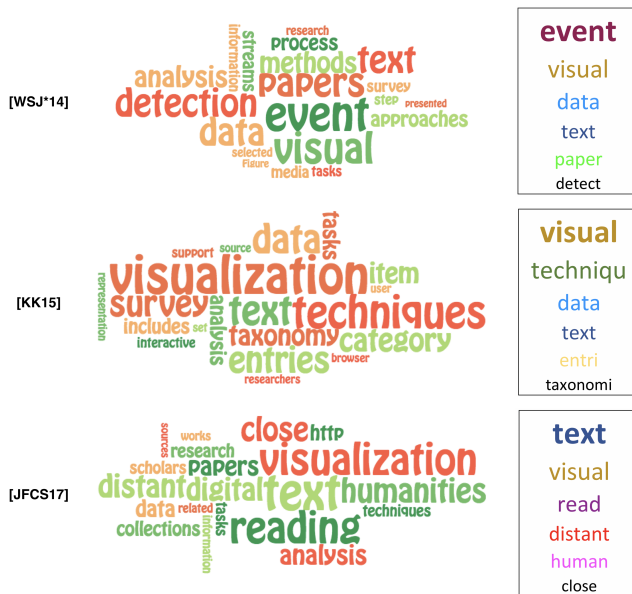 [WSJ*14]
research
process
information
streams
methods
text
analysis
papers
survey
detection
step
presented
event
approaches
data
visual
selected
Figure
media
tasks
event
visual
data
text
paper
detect
[KK15]
tasks
data
support
source
visualization
item
user
representation
survey
analysis
text
techniques
includes
set
taxonomy
category
interactive
entries
browser
researchers
visual
techniqu
data
text
entri
taxonomi
[JFCS17]
close
http
sources
works
research
visualization
scholars
papers
distant
digital
text
humanities
data
related
tasks
techniques
information
collections
reading
analysis
text
visual
read
distant
human
close